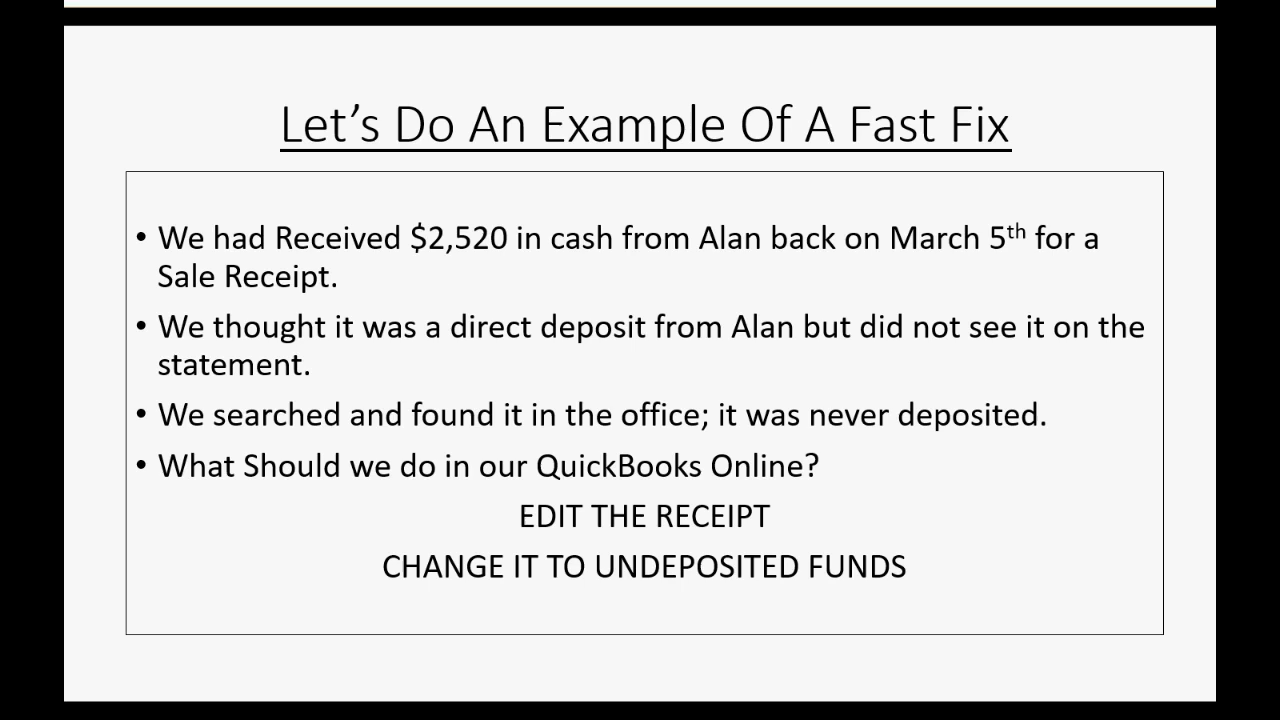 Let’s Do An Example Of A Fast Fix
• We had Received $2,520 in cash from Alan back on March 5th for a
Sale Receipt.
• We thought it was a direct deposit from Alan but did not see it on the
statement.
• We searched and found it in the office; it was never deposited.
• What Should we do in our QuickBooks Online?
EDIT THE RECEIPT
CHANGE IT TO UNDEPOSITED FUNDS